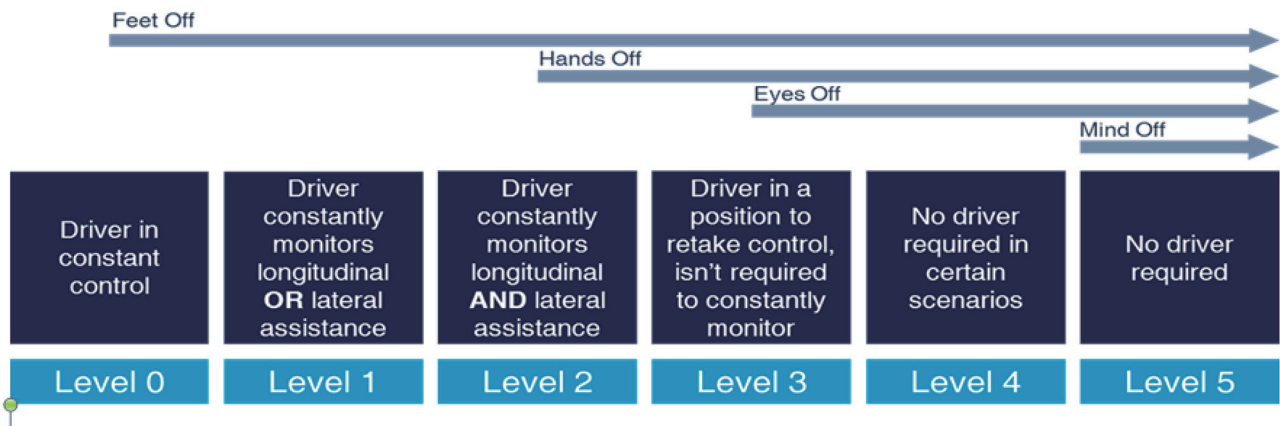 Feet Off
Hands Off
Eyes Off
Mind Off
Driver in
constant
control
Driver
constantly
monitors
longitudinal
OR lateral
assistance
Driver
constantly
monitors
longitudinal
AND lateral
assistance
Driver in a
position to
retake control,
isn't required
to constantly
monitor
No driver
required in
certain
scenarios
No driver
required
Level 0
Level 1
Level 2
Level 3
Level 4
Level 5